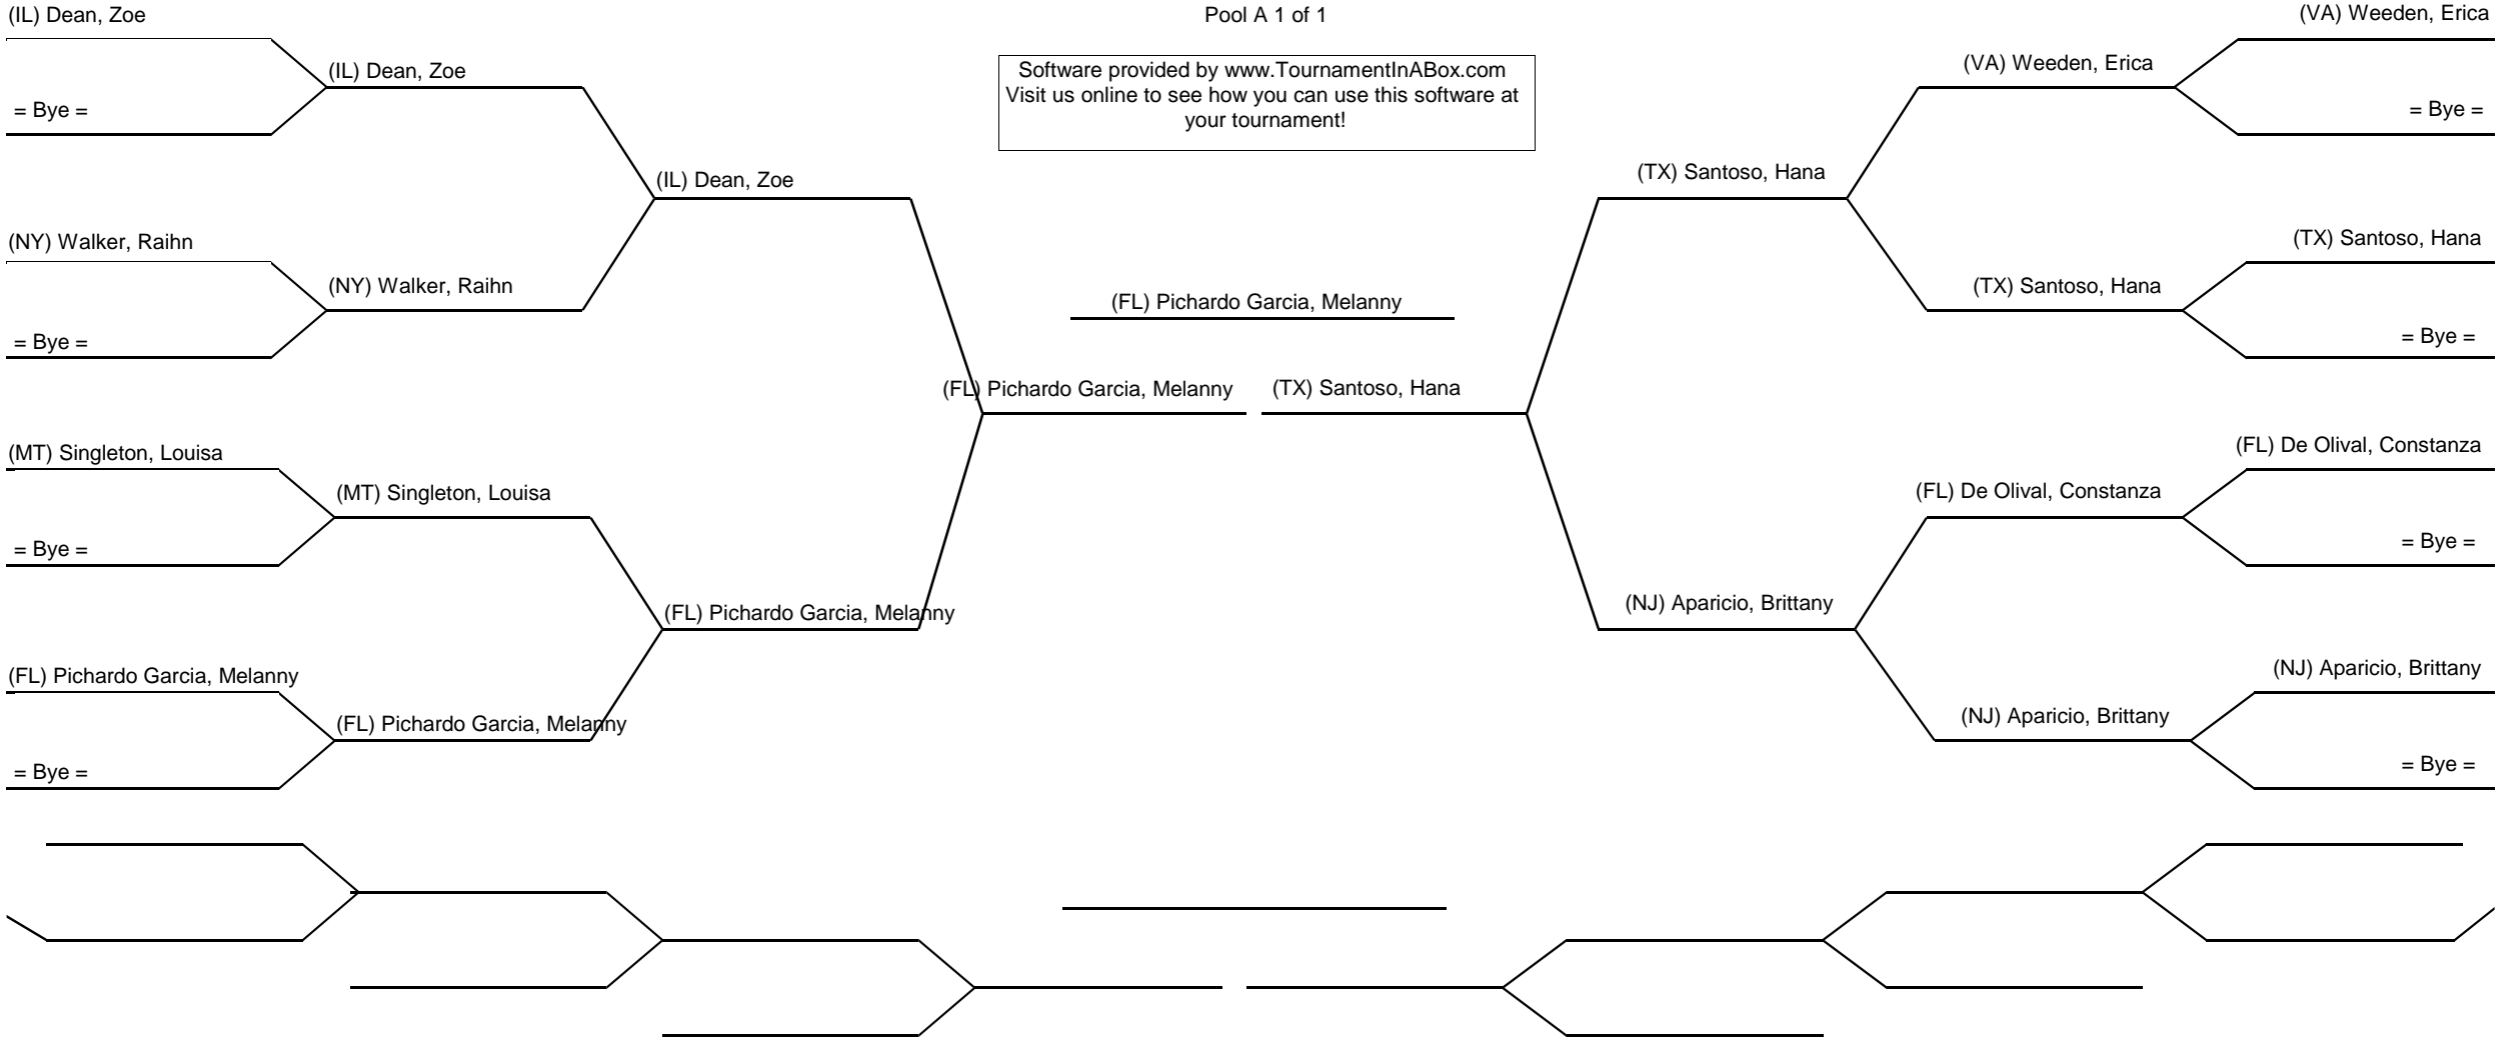 (IL) Dean, Zoe
Pool A 1 of 1
(VA) Weeden, Erica
(IL) Dean, Zoe
Software provided by www.TournamentInABox.com
Visit us online to see how you can use this software at
your tournament!
(VA) Weeden, Erica
= Bye =
= Bye =
(IL) Dean, Zoe
(TX) Santoso, Hana
(NY) Walker, Raihn
(TX) Santoso, Hana
(NY) Walker, Raihn
(FL) Pichardo Garcia, Melanny
(TX) Santoso, Hana
= Bye =
= Bye =
(FL) Pichardo Garcia, Melanny
(TX) Santoso, Hana
(MT) Singleton, Louisa
(FL) De Olival, Constanza
(MT) Singleton, Louisa
(FL) De Olival, Constanza
= Bye =
= Bye =
(FL) Pichardo Garcia, Melanny
(NJ) Aparicio, Brittany
(FL) Pichardo Garcia, Melanny
(NJ) Aparicio, Brittany
(FL) Pichardo Garcia, Melanny
(NJ) Aparicio, Brittany
= Bye =
= Bye =